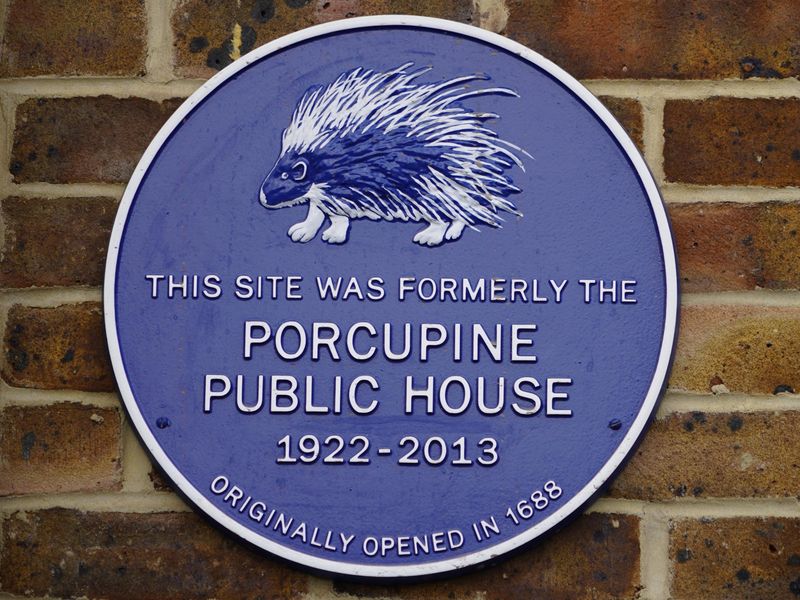 THIS SITE WAS FORMERLY THE
PORCUPINE
PUBLIC HOUSE
1922-2013
ORIGINALLY OPENED IN 1688